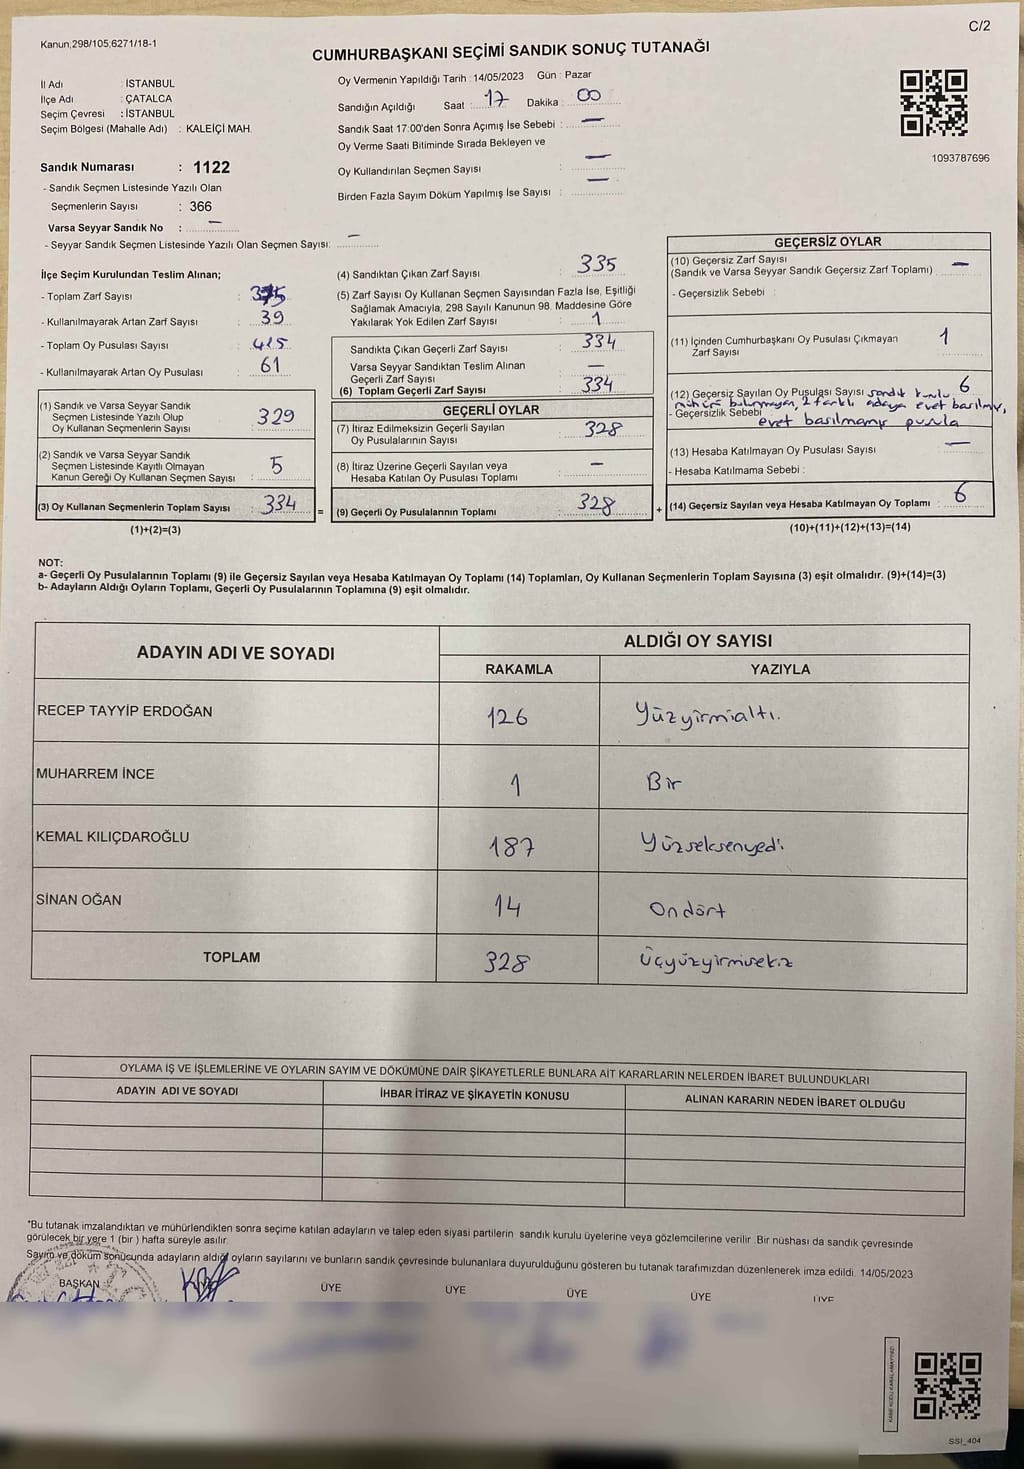 C/2
Kanun;298/105;6271/18-1
CUMHURBAŞKANI SEÇİMİ SANDIK SONUÇ TUTANAĞI
İl Adı : İSTANBUL
İlçe Adı : ÇATALCA
Seçim Çevresi : İSTANBUL
Seçim Bölgesi (Mahalle Adı) : KALEİÇİ MAH.
Sandık Numarası : 1122
- Sandık Seçmen Listesinde Yazılı Olan
Seçmenlerin Sayısı : 366
Varsa Seyyar Sandık No : —
- Seyyar Sandık Seçmen Listesinde Yazılı Olan Seçmen Sayısı: —
Oy Vermenin Yapıldığı Tarih : 14/05/2023 Gün : Pazar
Sandığın Açıldığı Saat : 17 Dakika : 00
Sandık Saat 17:00'den Sonra Açımış İse Sebebi : —
Oy Verme Saati Bitiminde Sırada Bekleyen ve
Oy Kullandırılan Seçmen Sayısı : —
Birden Fazla Sayım Döküm Yapılmış İse Sayısı : —
1093787696
İlçe Seçim Kurulundan Teslim Alınan;
- Toplam Zarf Sayısı :
- Kullanılmayarak Artan Zarf Sayısı : 39
- Toplam Oy Pusulası Sayısı : 415
- Kullanılmayarak Artan Oy Pusulası : 61
(1) Sandık ve Varsa Seyyar Sandık
Seçmen Listesinde Yazılı Olup
Oy Kullanan Seçmenlerin Sayısı : 329
(2) Sandık ve Varsa Seyyar Sandık
Seçmen Listesinde Kayıtlı Olmayan
Kanun Gereği Oy Kullanan Seçmen Sayısı : 5
(3) Oy Kullanan Seçmenlerin Toplam Sayısı : 334
(1)+(2)=(3)
=
(4) Sandıktan Çıkan Zarf Sayısı : 335
(5) Zarf Sayısı Oy Kullanan Seçmen Sayısından Fazla İse, Eşitliği
Sağlamak Amacıyla, 298 Sayılı Kanunun 98. Maddesine Göre
Yakılarak Yok Edilen Zarf Sayısı : 1
Sandıkta Çıkan Geçerli Zarf Sayısı : 334
Varsa Seyyar Sandıktan Teslim Alınan
Geçerli Zarf Sayısı : —
(6) Toplam Geçerli Zarf Sayısı : 334
GEÇERLİ OYLAR
(7) İtiraz Edilmeksizin Geçerli Sayılan
Oy Pusulalarının Sayısı : 328
(8) İtiraz Üzerine Geçerli Sayılan veya
Hesaba Katılan Oy Pusulası Toplamı : —
(9) Geçerli Oy Pusulalarının Toplamı : 328
+
GEÇERSİZ OYLAR
(10) Geçersiz Zarf Sayısı
(Sandık ve Varsa Seyyar Sandık Geçersiz Zarf Toplamı) : —
- Geçersizlik Sebebi :
(11) İçinden Cumhurbaşkanı Oy Pusulası Çıkmayan
Zarf Sayısı : 1
(12) Geçersiz Sayılan Oy Pusulası Sayısı sandık kurulu 6
mühürü bulunmayan, 2 farklı adaya evet basılmış,
- Geçersizlik Sebebi :
evet basılmamış pusula
(13) Hesaba Katılmayan Oy Pusulası Sayısı : —
- Hesaba Katılmama Sebebi :
(14) Geçersiz Sayılan veya Hesaba Katılmayan Oy Toplamı : 6
(10)+(11)+(12)+(13)=(14)
NOT:
a- Geçerli Oy Pusulalarının Toplamı (9) ile Geçersiz Sayılan veya Hesaba Katılmayan Oy Toplamı (14) Toplamları, Oy Kullanan Seçmenlerin Toplam Sayısına (3) eşit olmalıdır. (9)+(14)=(3)
b- Adayların Aldığı Oyların Toplamı, Geçerli Oy Pusulalarının Toplamına (9) eşit olmalıdır.
ADAYIN ADI VE SOYADI ALDIĞI OY SAYISI
RAKAMLA YAZIYLA
RECEP TAYYİP ERDOĞAN 126 Yüzyirmialtı.
MUHARREM İNCE 1 Bir
KEMAL KILIÇDAROĞLU 187 Yüzseksenyedi
SİNAN OĞAN 14 Ondört
TOPLAM 328 Üçyüzyirmisekiz
OYLAMA İŞ VE İŞLEMLERİNE VE OYLARIN SAYIM VE DÖKÜMÜNE DAİR ŞİKAYETLERLE BUNLARA AİT KARARLARIN NELERDEN İBARET BULUNDUKLARI
ADAYIN ADI VE SOYADI İHBAR İTİRAZ VE ŞİKAYETİN KONUSU ALINAN KARARIN NEDEN İBARET OLDUĞU
*Bu tutanak imzalandıktan ve mühürlendikten sonra seçime katılan adayların ve talep eden siyasi partilerin sandık kurulu üyelerine veya gözlemcilerine verilir. Bir nüshası da sandık çevresinde
görülecek bir yere 1 (bir ) hafta süreyle asılır.
Sayım ve döküm sonucunda adayların aldığı oyların sayılarını ve bunların sandık çevresinde bulunanlara duyurulduğunu gösteren bu tutanak tarafımızdan düzenlenerek imza edildi. 14/05/2023
BAŞKAN ÜYE ÜYE ÜYE ÜYE ÜYE
SSI_404